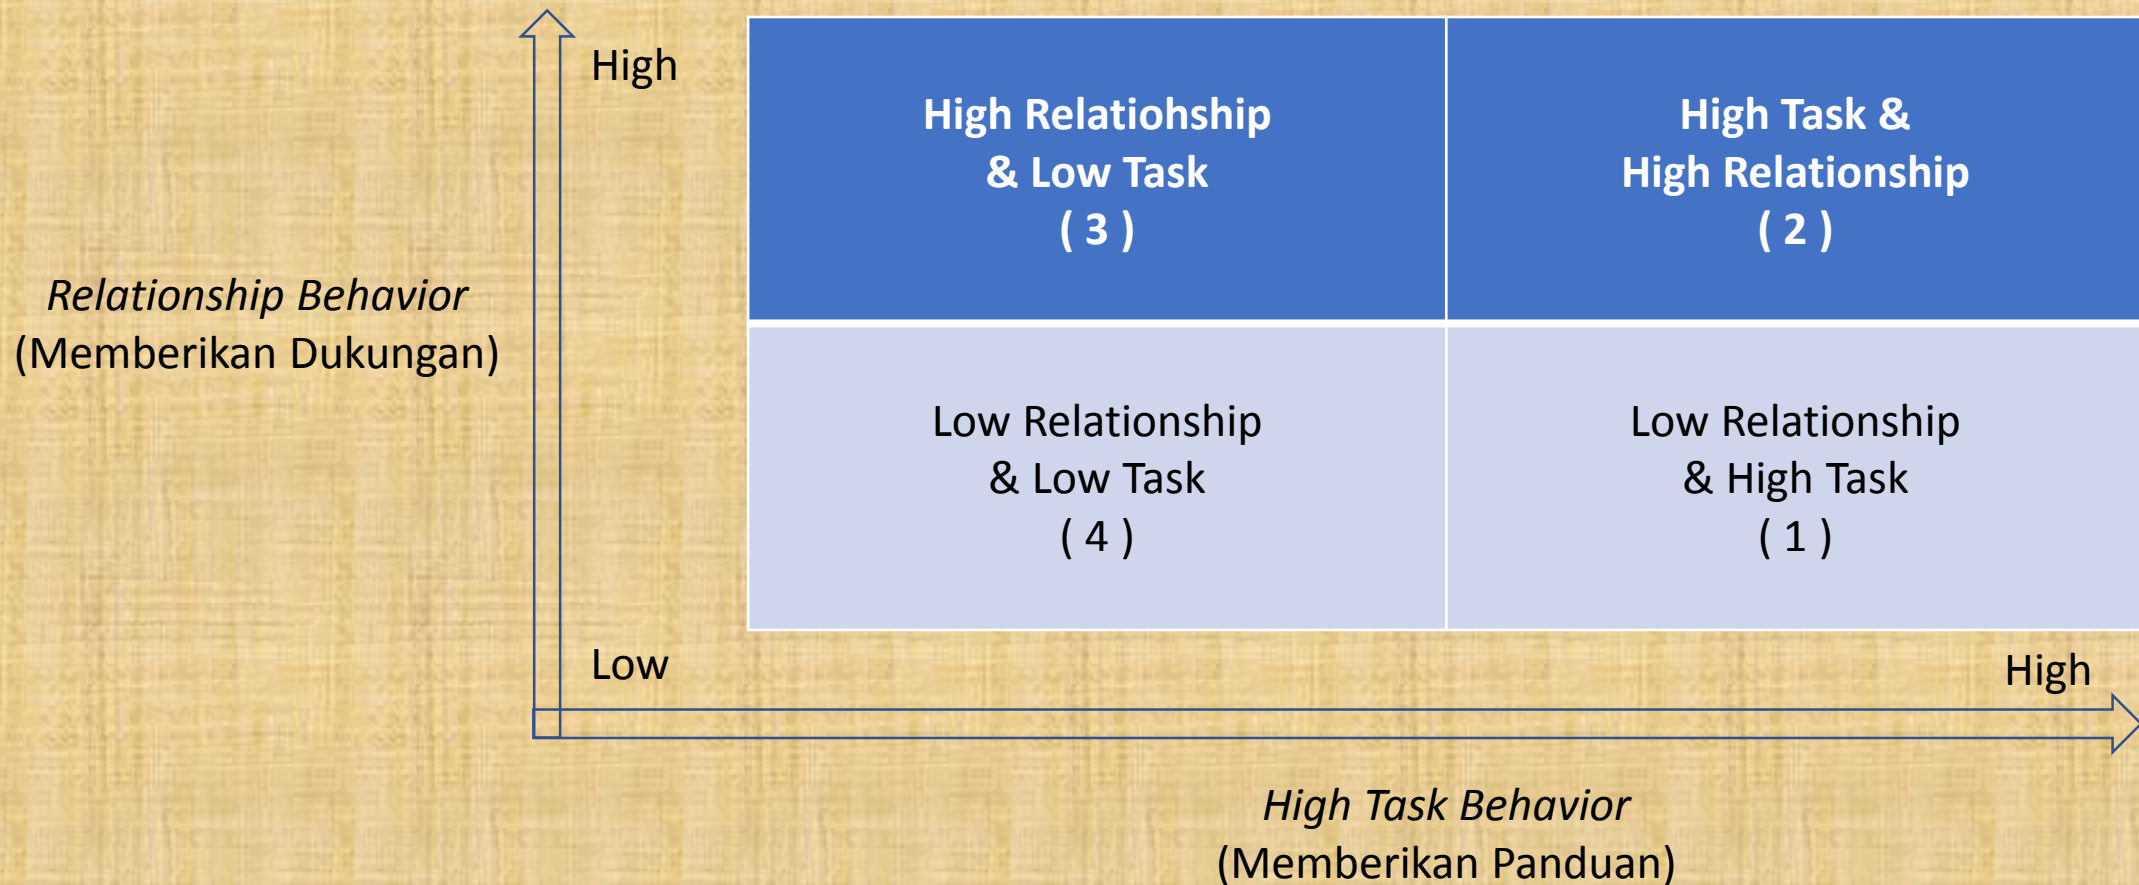 High
High Relatiohship
& Low Task
( 3 )
High Task &
High Relationship
( 2 )
Relationship Behavior
(Memberikan Dukungan)
Low Relationship
& Low Task
( 4 )
Low Relationship
& High Task
( 1 )
Low
High
High Task Behavior
(Memberikan Panduan)